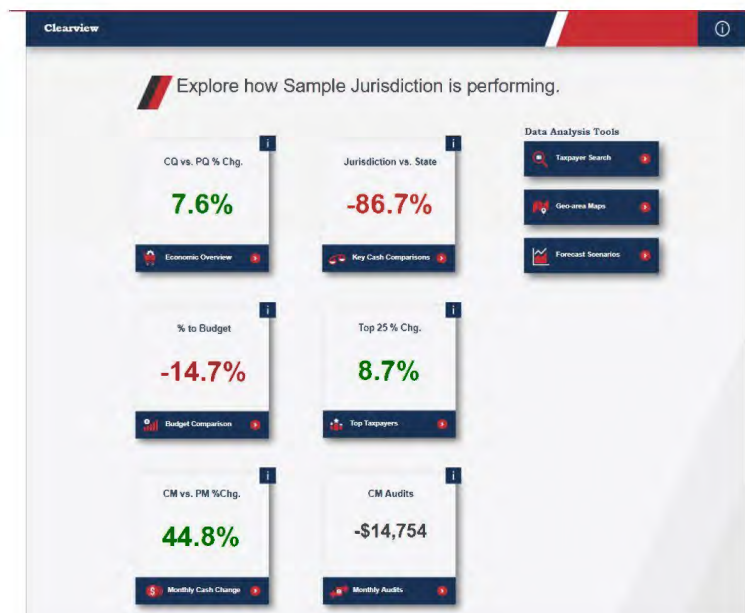 Clearview
Explore how Sample Jurisdiction is performing.
CQ vs. PQ % Chg.
7.6%
Economic Overview
Jurisdiction vs. State
-86.7%
Key Cash Comparisons
Data Analysis Tools
Taxpayer Search
Geo-area Maps
Forecast Scenarios
% to Budget
-14.7%
Budget Comparison
Top 25 % Chg.
8.7%
Top Taxpayers
CM vs. PM %Chg.
44.8%
Monthly Cash Change
CM Audits
-$14,754
Monthly Audits